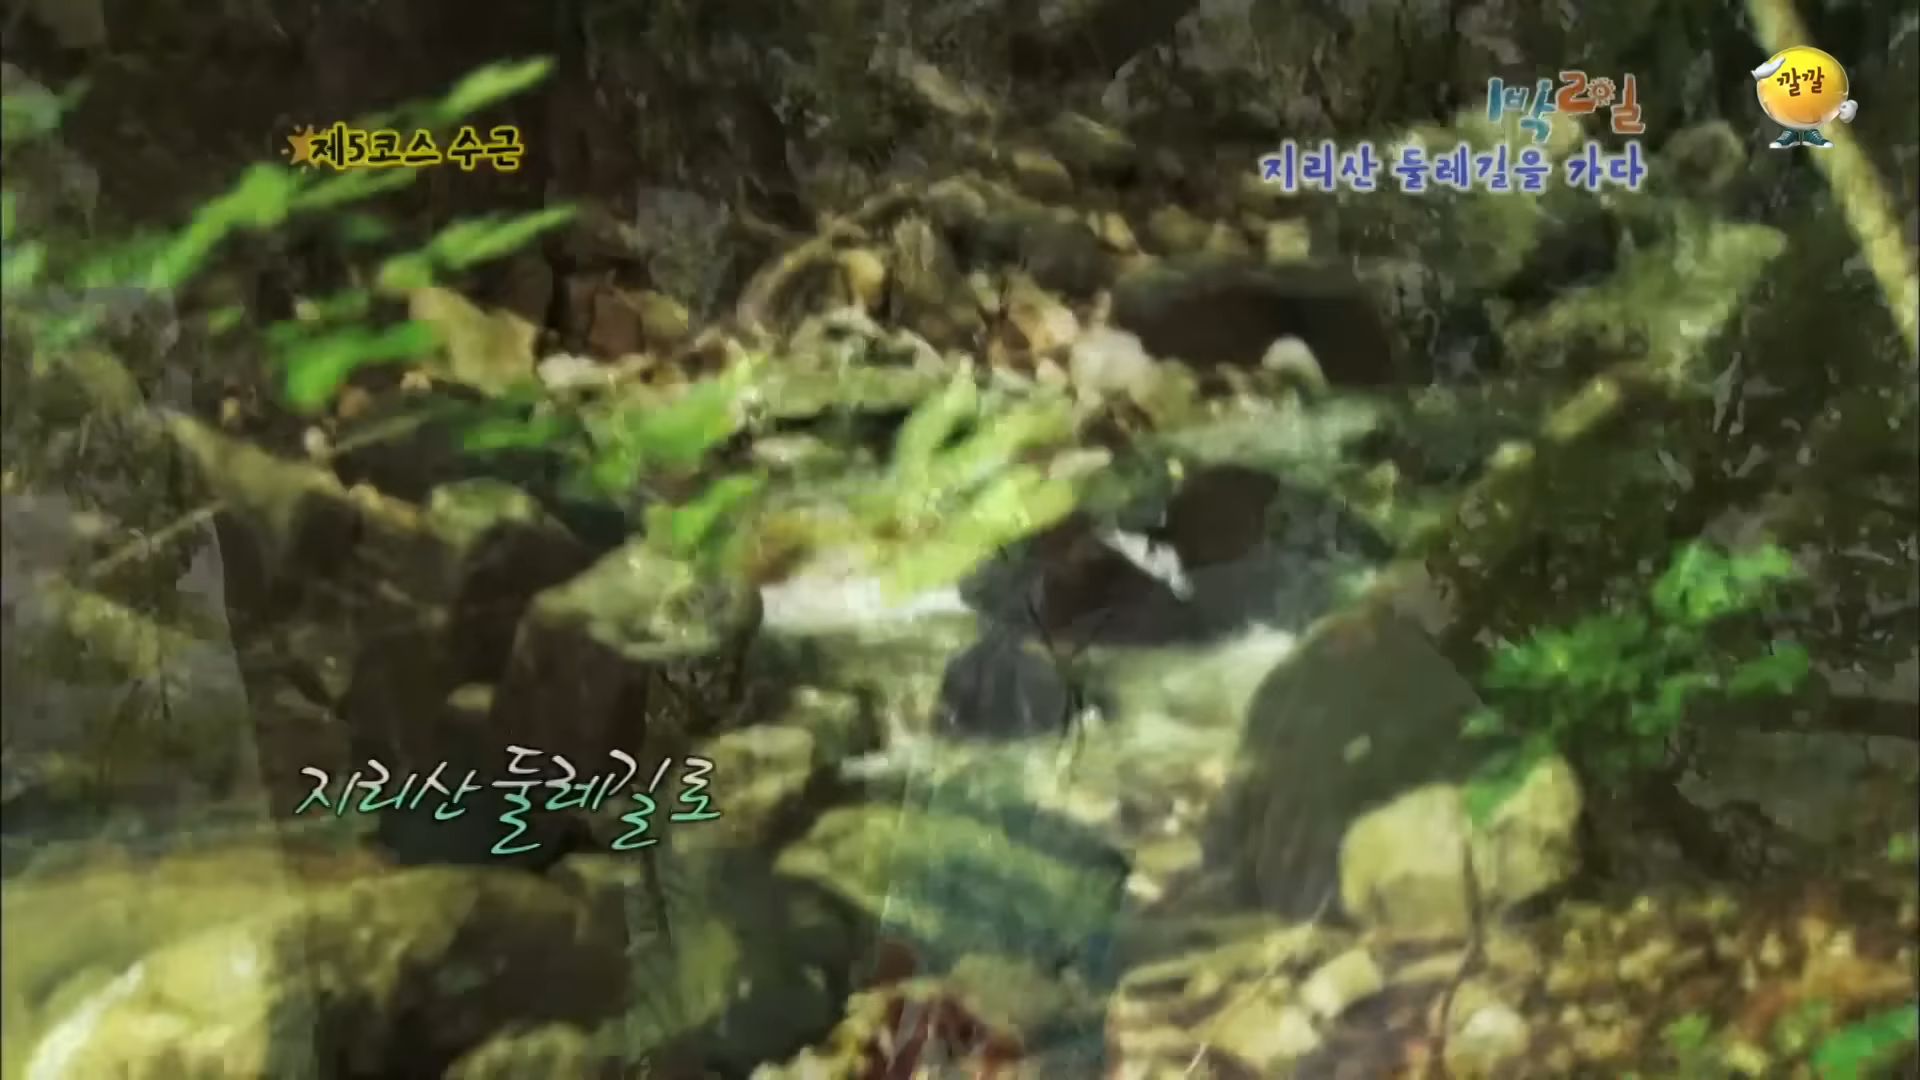 깔깔
1박2일
제5코스 수근
지리산 둘레길을 가다
지리산 둘레길로